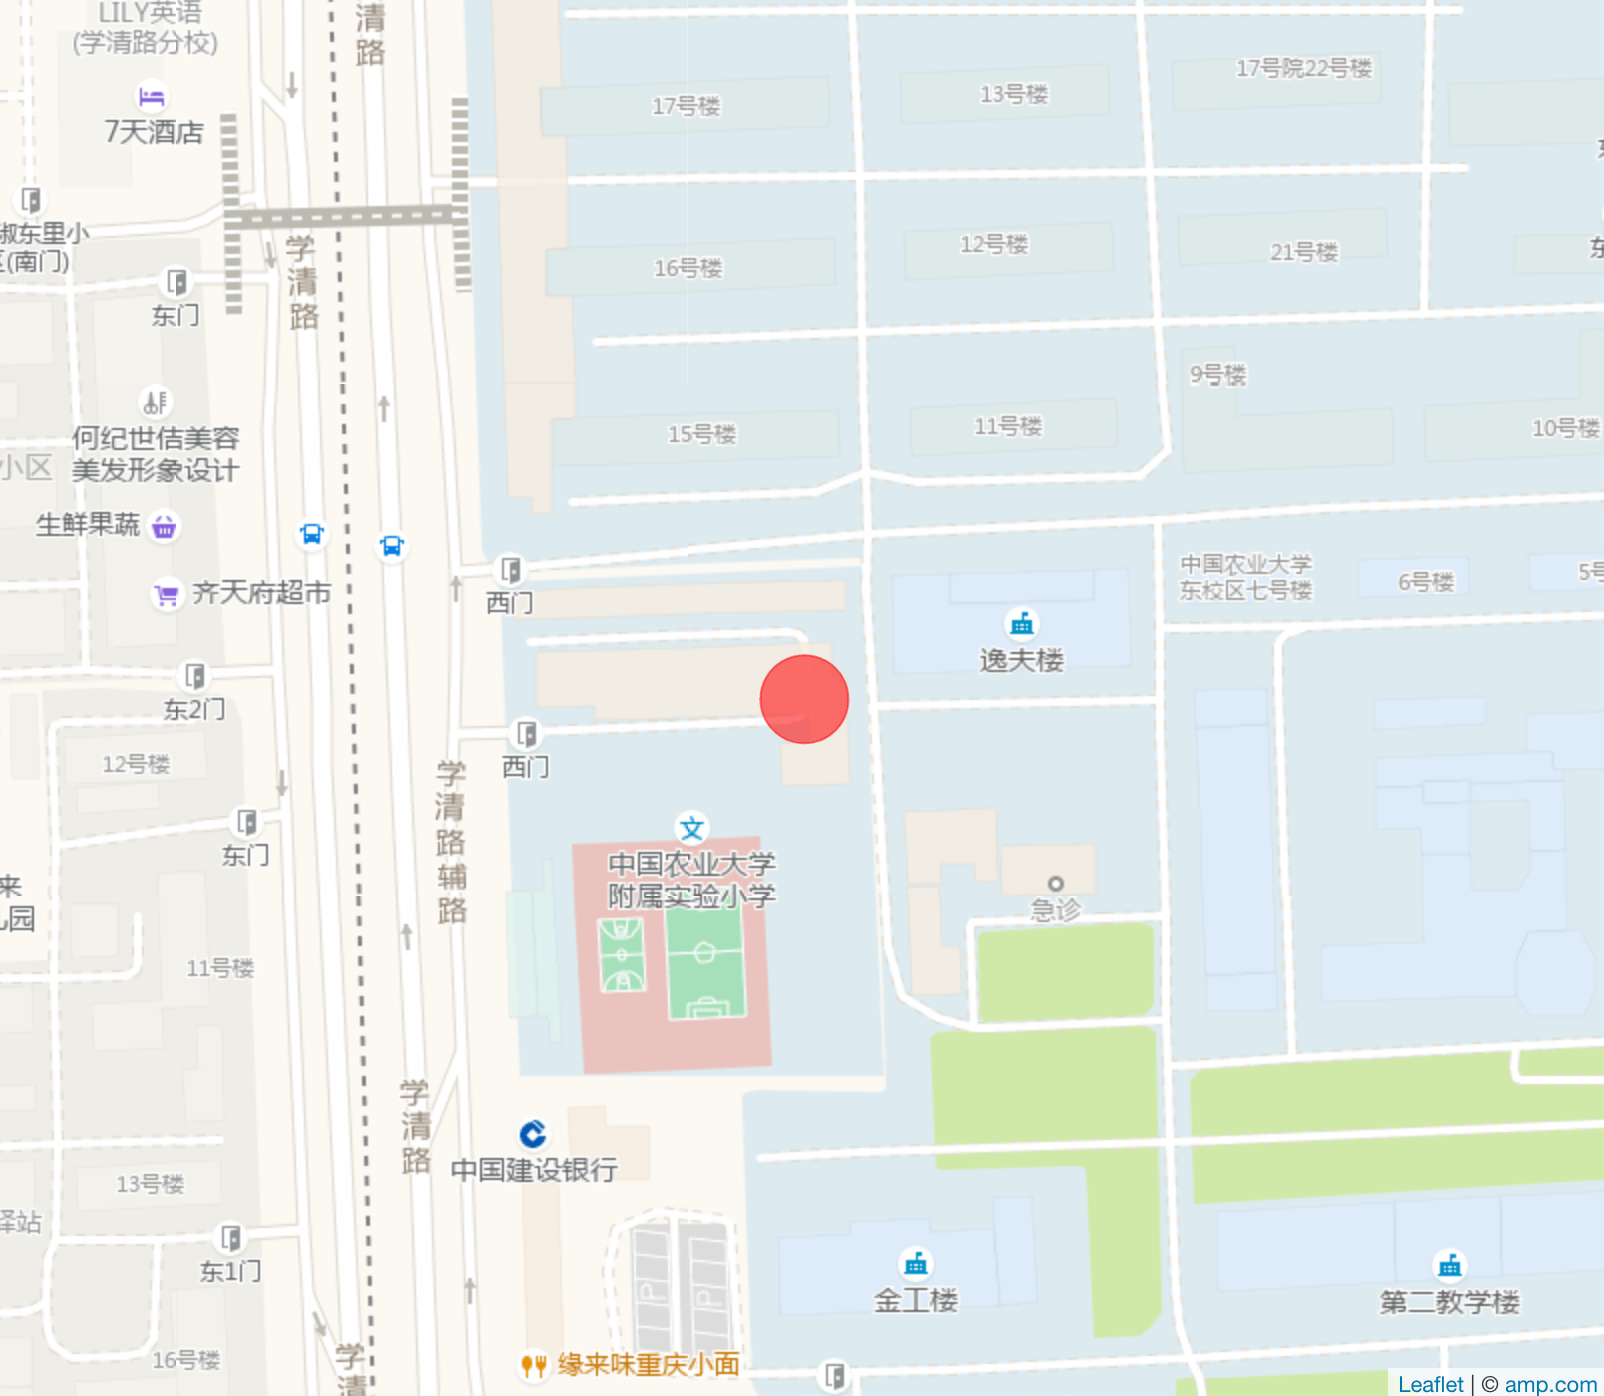 LILY英语
(学清路分校)
清
路
7天酒店
17号楼
13号楼
17号院22号楼
区(南门)
学
清
路
东门
16号楼
12号楼
21号楼
9号楼
何纪世佶美容
美发形象设计
小区
15号楼
11号楼
10号楼
生鲜果蔬
齐天府超市
西门
中国农业大学
东校区七号楼
6号楼
5号
逸夫楼
东2门
12号楼
西门
学
清
路
辅
路
东门
中国农业大学
附属实验小学
急诊
来
儿园
11号楼
学
清
路
中国建设银行
13号楼
驿站
东1门
P
P
金工楼
第二教学楼
学
清
16号楼
缘来味重庆小面
Leaflet | © amp.com